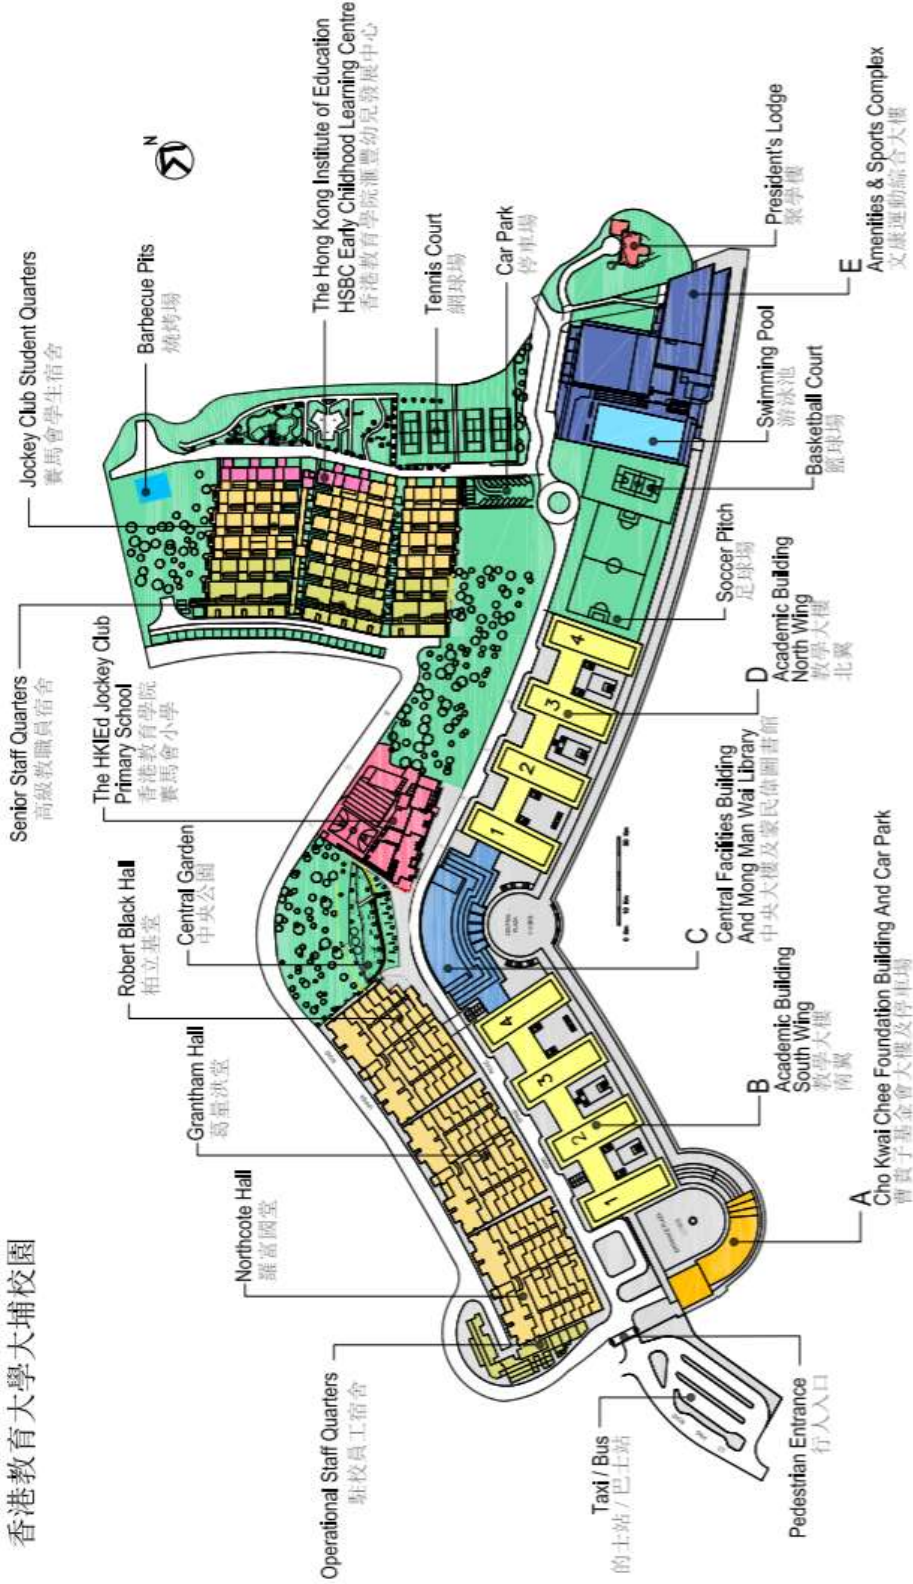 香港教育大學大埔校園
Senior Staff Quarters
高級教職員宿舍
Jockey Club Student Quarters
賽馬會學生宿舍
The HKIEd Jockey Club
Primary School
香港教育學院
賽馬會小學
Barbecue Pits
燒烤場
N
Robert Black Hall
柏立基堂
Central Garden
中央公園
Grantham Hall
葛量洪堂
Northcote Hall
羅富國堂
Operational Staff Quarters
駐校員工宿舍
The Hong Kong Institute of Education
HSBC Early Childhood Learning Centre
香港教育學院滙豐幼兒發展中心
Tennis Court
網球場
Car Park
停車場
1
2
3
4
1
2
3
4
Taxi / Bus
的士站 / 巴士站
Pedestrian Entrance
行人入口
A
Cho Kwai Chee Foundation Building And Car Park
曹貴子基金會大樓及停車場
B
Academic Building
South Wing
教學大樓
南翼
C
Central Facilities Building
And Mong Man Wai Library
中央大樓及蒙民偉圖書館
D
Academic Building
North Wing
教學大樓
北翼
Soccer Pitch
足球場
Basketball Court
籃球場
Swimming Pool
游泳池
E
Amenities & Sports Complex
文康運動綜合大樓
President's Lodge
聚學樓